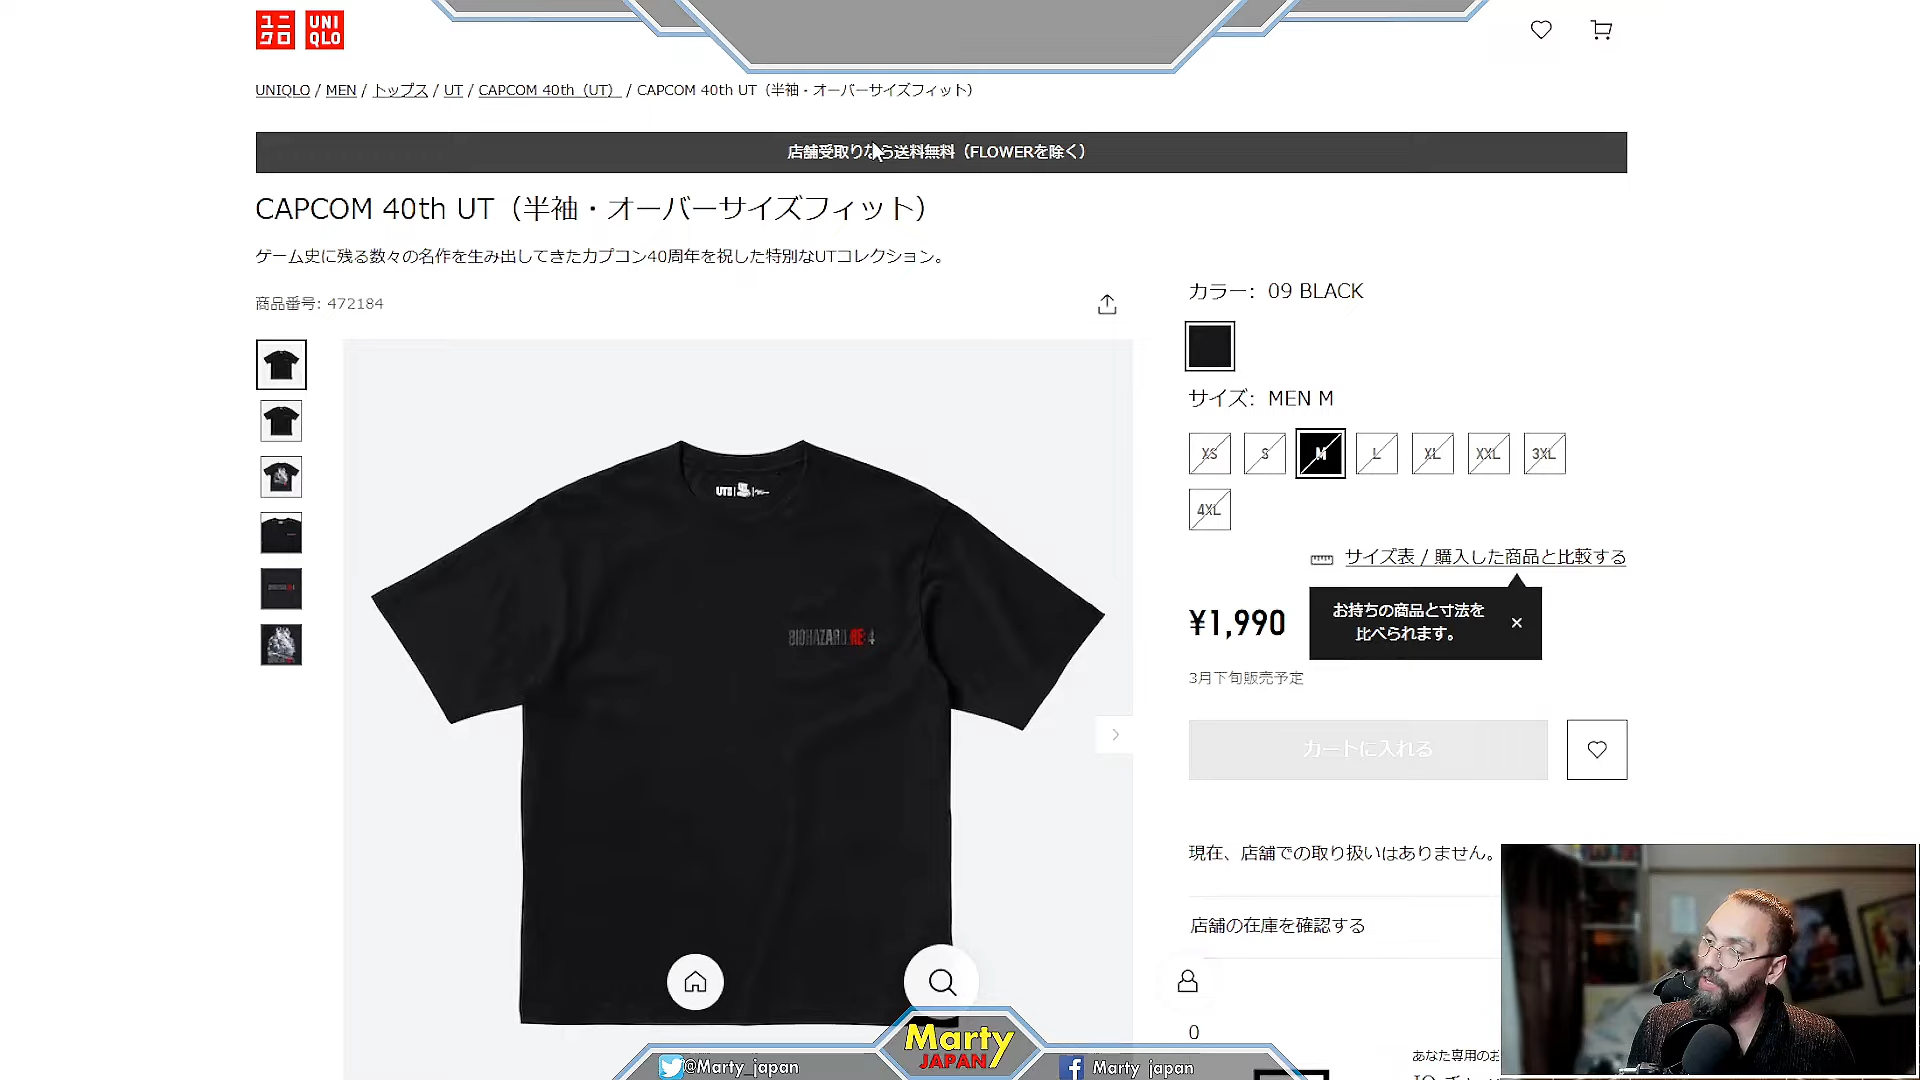 ユニ
クロ
UNI
QLO
UNIQLO / MEN / トップス / UT / CAPCOM 40th（UT） / CAPCOM 40th UT（半袖・オーバーサイズフィット）
店舗受取りなら送料無料（FLOWERを除く）
CAPCOM 40th UT（半袖・オーバーサイズフィット）
ゲーム史に残る数々の名作を生み出してきたカプコン40周年を祝した特別なUTコレクション。
商品番号: 472184
カラー: 09 BLACK
サイズ: MEN M
XS S M L XL XXL 3XL
4XL
サイズ表 / 購入した商品と比較する
¥1,990
お持ちの商品と寸法を
比べられます。
3月下旬販売予定
カートに入れる
BIOHAZARD RE:4
現在、店舗での取り扱いはありません。
店舗の在庫を確認する
0
あなた専用のお
Marty
JAPAN
@Marty_japan
Marty japan